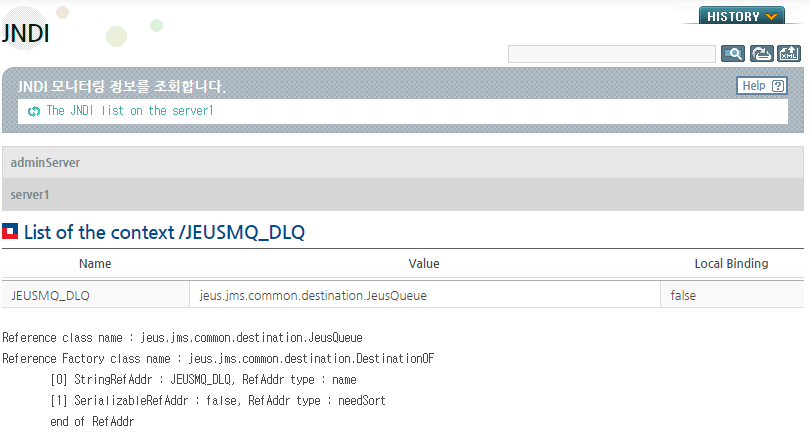 HISTORY
JNDI
XML
JNDI 모니터링 정보를 조회합니다.
Help ?
The JNDI list on the server1
adminServer
server1
List of the context /JEUSMQ_DLQ
Name Value Local Binding
JEUSMQ_DLQ jeus.jms.common.destination.JeusQueue false
Reference class name : jeus.jms.common.destination.JeusQueue
Reference Factory class name : jeus.jms.common.destination.DestinationOF
[0] StringRefAddr : JEUSMQ_DLQ, RefAddr type : name
[1] SerializableRefAddr : false, RefAddr type : needSort
end of RefAddr